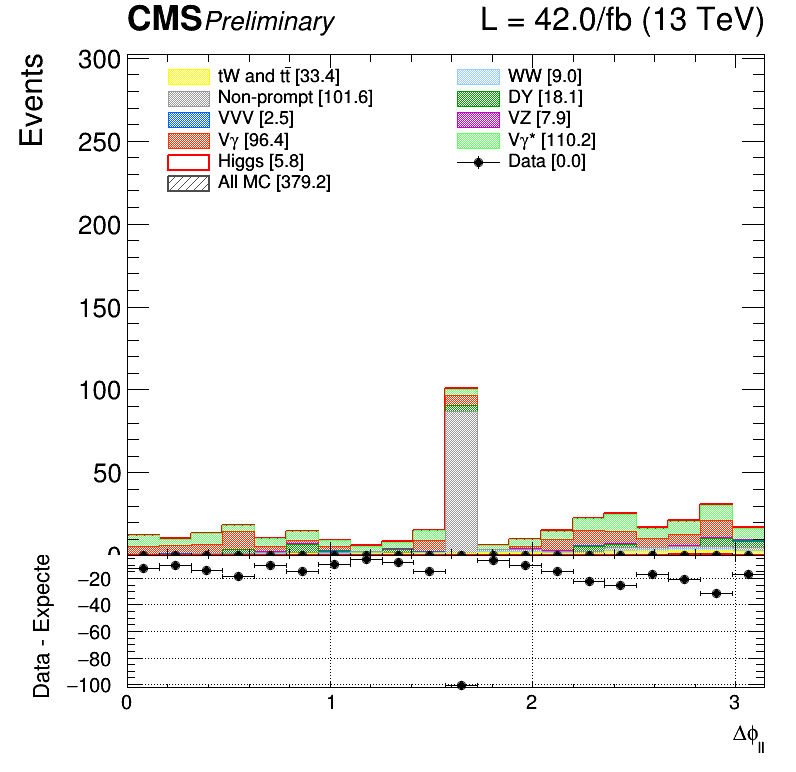 CMS Preliminary L = 42.0/fb (13 TeV)
Events
300
250
200
150
100
50
0
tW and tt̄ [33.4]
Non-prompt [101.6]
VVV [2.5]
Vγ [96.4]
Higgs [5.8]
All MC [379.2]
WW [9.0]
DY [18.1]
VZ [7.9]
Vγ* [110.2]
Data [0.0]
Data - Expecte
−20
−40
−60
−80
−100
0 1 2 3
Δϕll